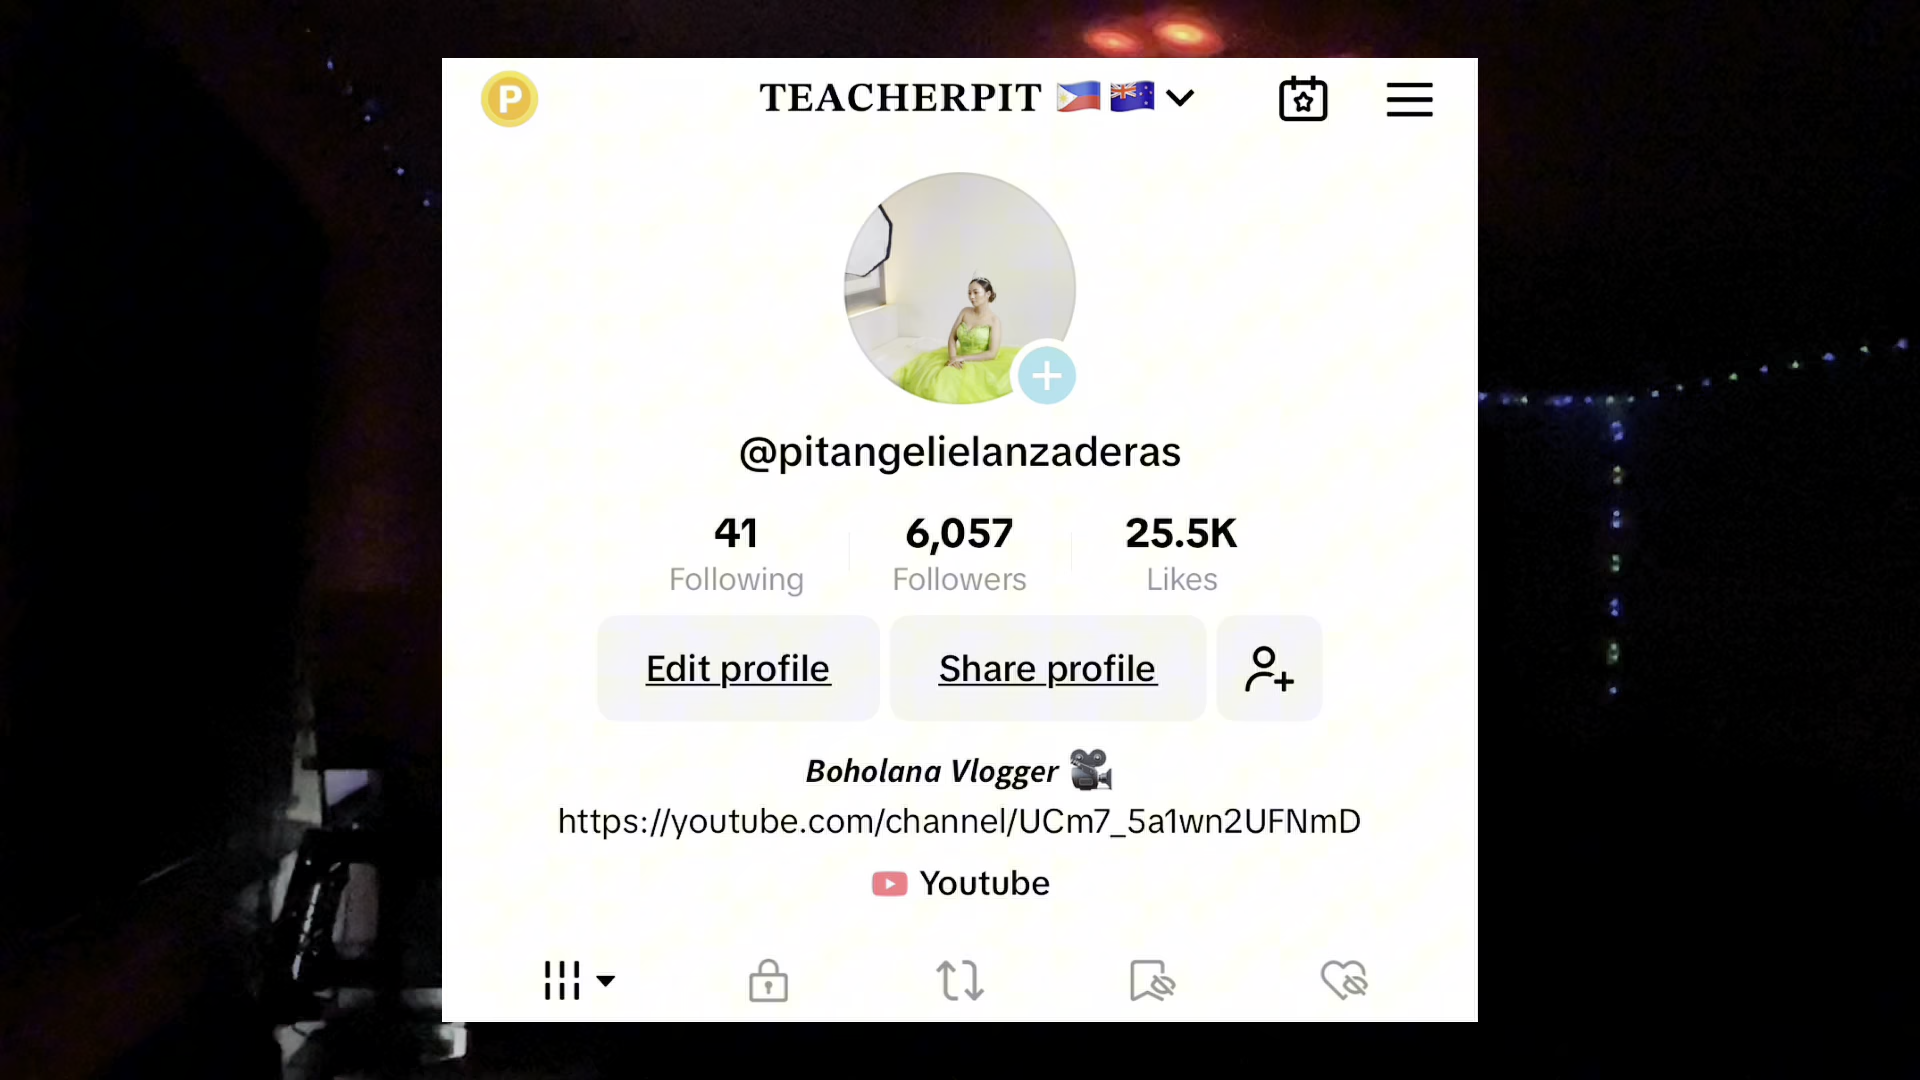 P
TEACHERPIT 🇵🇭 🇳🇿
@pitangelielanzaderas
41 6,057 25.5K
Following Followers Likes
Edit profile Share profile
Boholana Vlogger 🎥
https://youtube.com/channel/UCm7_5a1wn2UFNmD
Youtube